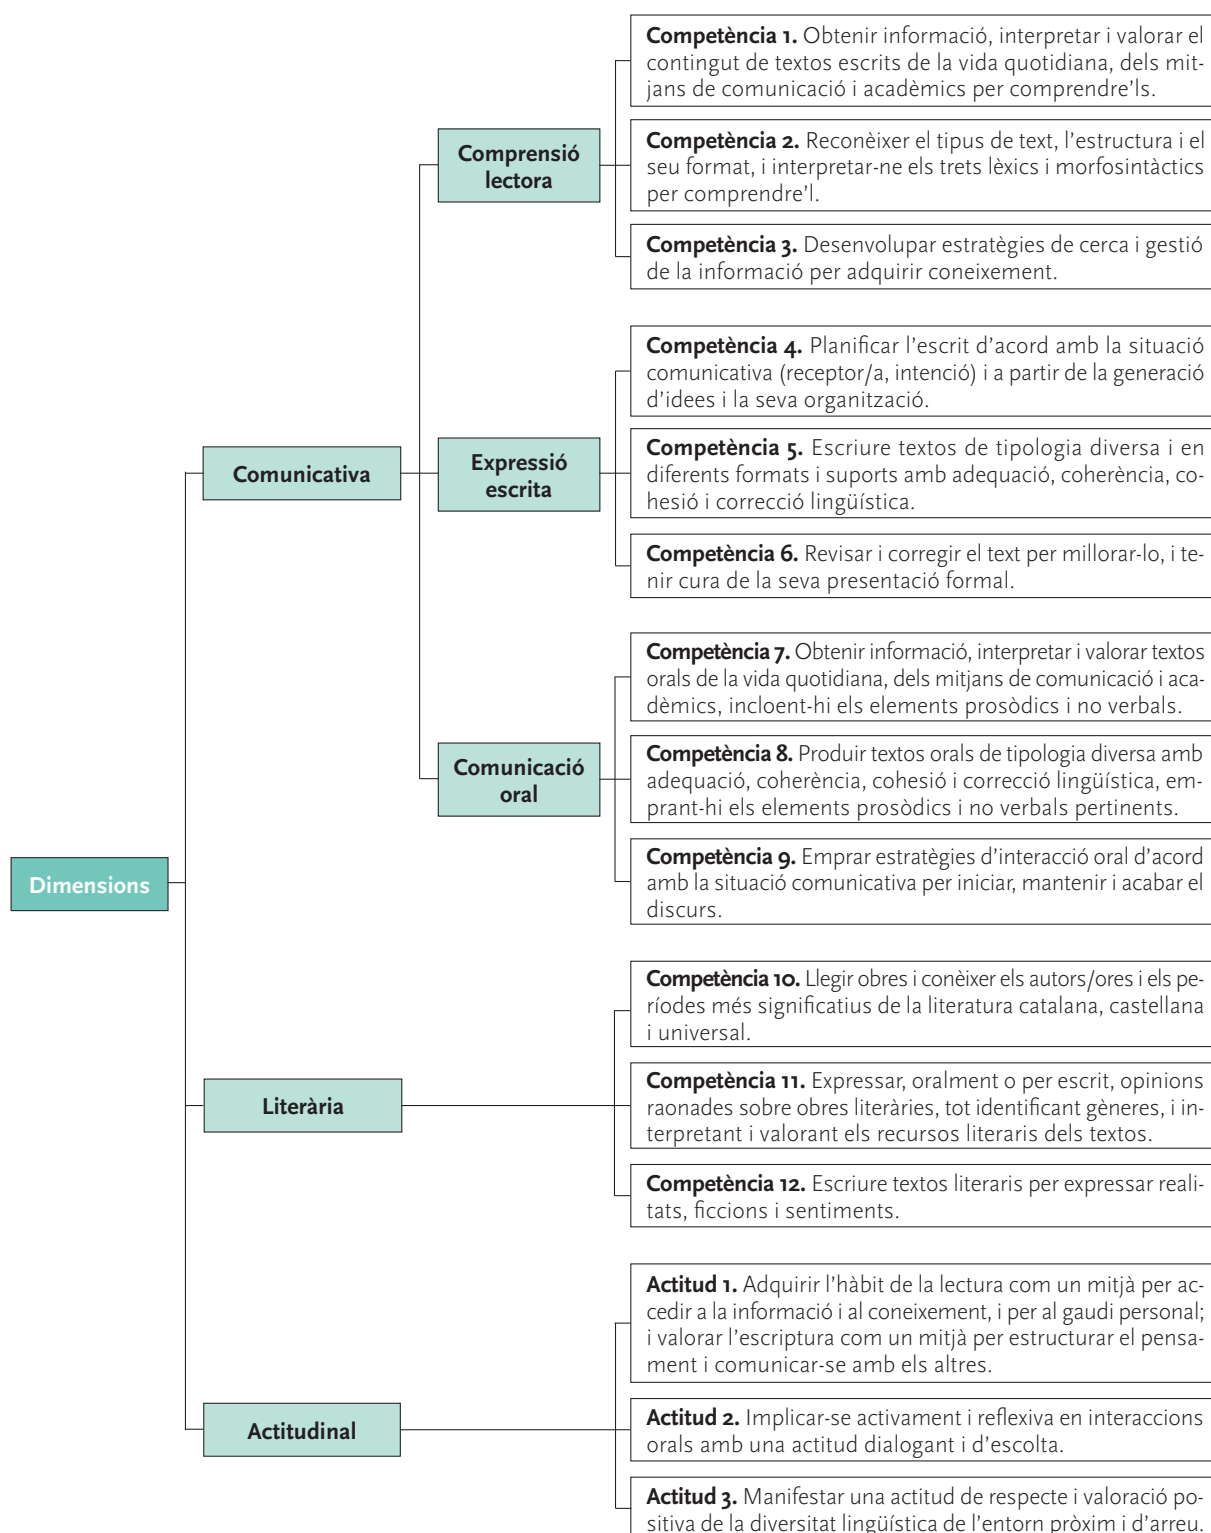 Dimensions
Comunicativa
Comprensió
lectora
Competència 1. Obtenir informació, interpretar i valorar el
contingut de textos escrits de la vida quotidiana, dels mit-
jans de comunicació i acadèmics per comprendre’ls.
Competència 2. Reconèixer el tipus de text, l’estructura i el
seu format, i interpretar-ne els trets lèxics i morfosintàctics
per comprendre’l.
Competència 3. Desenvolupar estratègies de cerca i gestió
de la informació per adquirir coneixement.
Expressió
escrita
Competència 4. Planificar l’escrit d’acord amb la situació
comunicativa (receptor/a, intenció) i a partir de la generació
d’idees i la seva organització.
Competència 5. Escriure textos de tipologia diversa i en
diferents formats i suports amb adequació, coherència, co-
hesió i correcció lingüística.
Competència 6. Revisar i corregir el text per millorar-lo, i te-
nir cura de la seva presentació formal.
Comunicació
oral
Competència 7. Obtenir informació, interpretar i valorar textos
orals de la vida quotidiana, dels mitjans de comunicació i aca-
dèmics, incloent-hi els elements prosòdics i no verbals.
Competència 8. Produir textos orals de tipologia diversa amb
adequació, coherència, cohesió i correcció lingüística, em-
prant-hi els elements prosòdics i no verbals pertinents.
Competència 9. Emprar estratègies d’interacció oral d’acord
amb la situació comunicativa per iniciar, mantenir i acabar el
discurs.
Literària
Competència 10. Llegir obres i conèixer els autors/ores i els pe-
ríodes més significatius de la literatura catalana, castellana
i universal.
Competència 11. Expressar, oralment o per escrit, opinions
raonades sobre obres literàries, tot identificant gèneres, i in-
terpretant i valorant els recursos literaris dels textos.
Competència 12. Escriure textos literaris per expressar reali-
tats, ficcions i sentiments.
Actitudinal
Actitud 1. Adquirir l’hàbit de la lectura com un mitjà per ac-
cedir a la informació i al coneixement, i per al gaudi personal;
i valorar l’escriptura com un mitjà per estructurar el pensa-
ment i comunicar-se amb els altres.
Actitud 2. Implicar-se activament i reflexiva en interaccions
orals amb una actitud dialogant i d’escolta.
Actitud 3. Manifestar una actitud de respecte i valoració po-
sitiva de la diversitat lingüística de l’entorn pròxim i d’arreu.